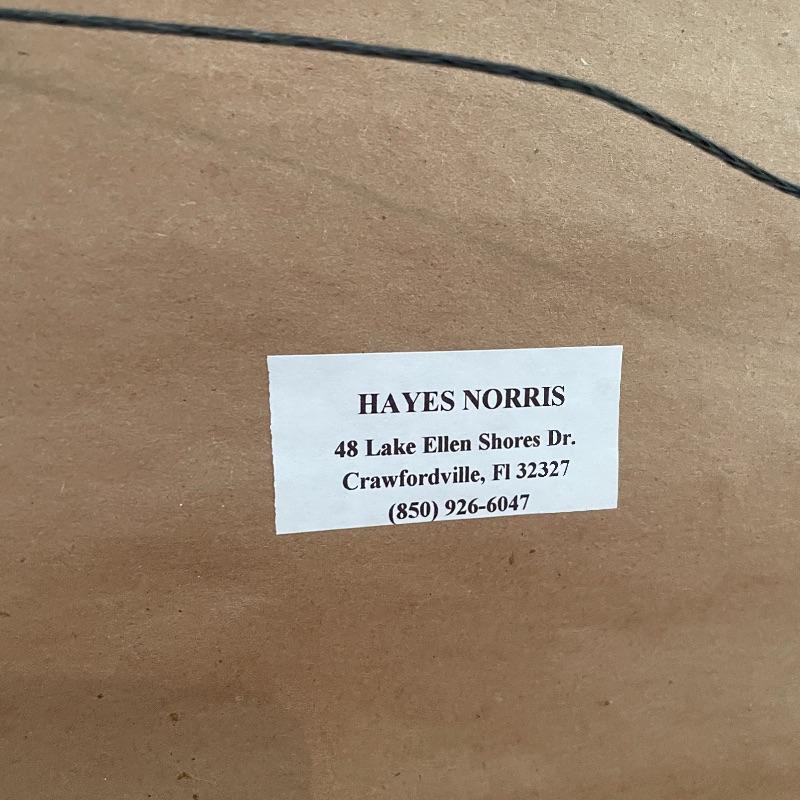 HAYES NORRIS
48 Lake Ellen Shores Dr.
Crawfordville, Fl 32327
(850) 926-6047